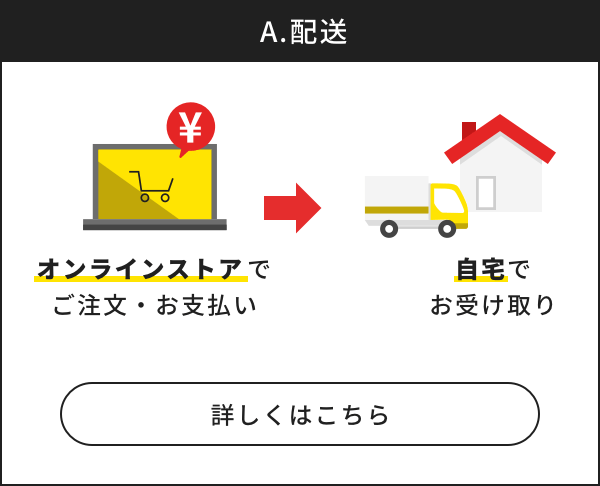 A.配送
¥
オンラインストアで
ご注文・お支払い
自宅で
お受け取り
詳しくはこちら